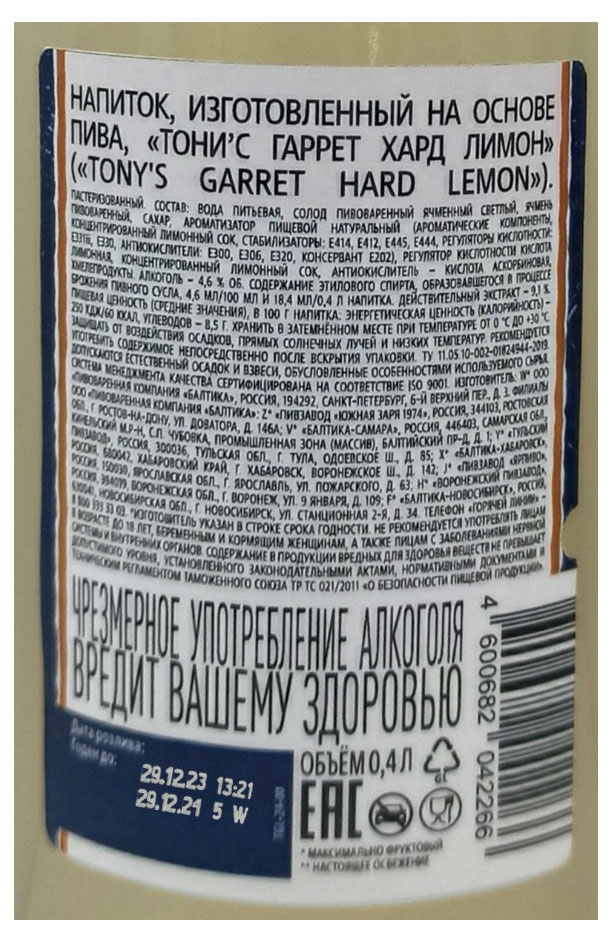 НАПИТОК, ИЗГОТОВЛЕННЫЙ НА ОСНОВЕ
ПИВА, «ТОНИ'С ГАРРЕТ ХАРД ЛИМОН»
(«TONY'S GARRET HARD LEMON»).
ПАСТЕРИЗОВАННЫЙ. СОСТАВ: ВОДА ПИТЬЕВАЯ, СОЛОД ПИВОВАРЕННЫЙ ЯЧМЕННЫЙ СВЕТЛЫЙ, ЯЧМЕНЬ
ПИВОВАРЕННЫЙ, САХАР, АРОМАТИЗАТОР ПИЩЕВОЙ НАТУРАЛЬНЫЙ (АРОМАТИЧЕСКИЕ КОМПОНЕНТЫ,
КОНЦЕНТРИРОВАННЫЙ ЛИМОННЫЙ СОК, СТАБИЛИЗАТОРЫ: Е414, Е412, Е445, Е444, РЕГУЛЯТОРЫ КИСЛОТНОСТИ:
Е331iii, Е330, АНТИОКИСЛИТЕЛИ: Е300, Е306, Е320, КОНСЕРВАНТ Е202), РЕГУЛЯТОР КИСЛОТНОСТИ КИСЛОТА
ЛИМОННАЯ, КОНЦЕНТРИРОВАННЫЙ ЛИМОННЫЙ СОК, АНТИОКИСЛИТЕЛЬ – КИСЛОТА АСКОРБИНОВАЯ,
ХМЕЛЕПРОДУКТЫ. АЛКОГОЛЬ – 4,6 % ОБ. СОДЕРЖАНИЕ ЭТИЛОВОГО СПИРТА, ОБРАЗОВАВШЕГОСЯ В ПРОЦЕССЕ
БРОЖЕНИЯ ПИВНОГО СУСЛА, 4,6 МЛ/100 МЛ И 18,4 МЛ/0,4 Л НАПИТКА. ДЕЙСТВИТЕЛЬНЫЙ ЭКСТРАКТ – 9,1 %.
ПИЩЕВАЯ ЦЕННОСТЬ (СРЕДНИЕ ЗНАЧЕНИЯ), В 100 Г НАПИТКА: ЭНЕРГЕТИЧЕСКАЯ ЦЕННОСТЬ (КАЛОРИЙНОСТЬ) –
250 КДЖ/60 ККАЛ, УГЛЕВОДОВ – 8,5 Г. ХРАНИТЬ В ЗАТЕМНЁННОМ МЕСТЕ ПРИ ТЕМПЕРАТУРЕ ОТ 0 °C ДО +30 °C.
ЗАЩИЩАТЬ ОТ ВОЗДЕЙСТВИЯ ОСАДКОВ, ПРЯМЫХ СОЛНЕЧНЫХ ЛУЧЕЙ И НИЗКИХ ТЕМПЕРАТУР. РЕКОМЕНДУЕТСЯ
УПОТРЕБИТЬ СОДЕРЖИМОЕ НЕПОСРЕДСТВЕННО ПОСЛЕ ВСКРЫТИЯ УПАКОВКИ. ТУ 11.05.10-002-01824944-2019.
ДОПУСКАЮТСЯ ЕСТЕСТВЕННЫЙ ОСАДОК И ВЗВЕСИ, ОБУСЛОВЛЕННЫЕ ОСОБЕННОСТЯМИ ИСПОЛЬЗУЕМОГО СЫРЬЯ.
СИСТЕМА МЕНЕДЖМЕНТА КАЧЕСТВА СЕРТИФИЦИРОВАНА НА СООТВЕТСТВИЕ ISO 9001. ИЗГОТОВИТЕЛЬ: W* ООО
«ПИВОВАРЕННАЯ КОМПАНИЯ «БАЛТИКА», РОССИЯ, 194292, САНКТ-ПЕТЕРБУРГ, 6-Й ВЕРХНИЙ ПЕР., Д. 3. ФИЛИАЛЫ
ООО «ПИВОВАРЕННАЯ КОМПАНИЯ «БАЛТИКА»: Z* «ПИВЗАВОД «ЮЖНАЯ ЗАРЯ 1974», РОССИЯ, 344103, РОСТОВСКАЯ
ОБЛ., Г. РОСТОВ-НА-ДОНУ, УЛ. ДОВАТОРА, Д. 146А; V* «БАЛТИКА-САМАРА», РОССИЯ, 446403, САМАРСКАЯ ОБЛ.,
КИНЕЛЬСКИЙ М.Р-Н, С.П. ЧУБОВКА, ПРОМЫШЛЕННАЯ ЗОНА (МАССИВ), БАЛТИЙСКИЙ ПР-Д, Д. 1; Y* «ТУЛЬСКИЙ
ПИВЗАВОД», РОССИЯ, 300036, ТУЛЬСКАЯ ОБЛ., Г. ТУЛА, ОДОЕВСКОЕ Ш., Д. 85; X* «БАЛТИКА-ХАБАРОВСК»,
РОССИЯ, 680042, ХАБАРОВСКИЙ КРАЙ, Г. ХАБАРОВСК, ВОРОНЕЖСКОЕ Ш., Д. 142; J* «ПИВЗАВОД «ЯРПИВО»,
РОССИЯ, 150030, ЯРОСЛАВСКАЯ ОБЛ., Г. ЯРОСЛАВЛЬ, УЛ. ПОЖАРСКОГО, Д. 63; H* «ВОРОНЕЖСКИЙ ПИВЗАВОД»,
РОССИЯ, 394019, ВОРОНЕЖСКАЯ ОБЛ., Г. ВОРОНЕЖ, УЛ. 9 ЯНВАРЯ, Д. 109; F* «БАЛТИКА-НОВОСИБИРСК», РОССИЯ,
630041, НОВОСИБИРСКАЯ ОБЛ., Г. НОВОСИБИРСК, УЛ. СТАНЦИОННАЯ 2-Я, Д. 34. ТЕЛЕФОН «ГОРЯЧЕЙ ЛИНИИ» –
8 800 333 33 03. *ИЗГОТОВИТЕЛЬ УКАЗАН В СТРОКЕ СРОКА ГОДНОСТИ. НЕ РЕКОМЕНДУЕТСЯ УПОТРЕБЛЯТЬ ЛИЦАМ
В ВОЗРАСТЕ ДО 18 ЛЕТ, БЕРЕМЕННЫМ И КОРМЯЩИМ ЖЕНЩИНАМ, А ТАКЖЕ ЛИЦАМ С ЗАБОЛЕВАНИЯМИ НЕРВНОЙ
СИСТЕМЫ И ВНУТРЕННИХ ОРГАНОВ. СОДЕРЖАНИЕ В ПРОДУКЦИИ ВРЕДНЫХ ДЛЯ ЗДОРОВЬЯ ВЕЩЕСТВ НЕ ПРЕВЫШАЕТ
ДОПУСТИМОГО УРОВНЯ, УСТАНОВЛЕННОГО ЗАКОНОДАТЕЛЬНЫМИ АКТАМИ, НОРМАТИВНЫМИ ДОКУМЕНТАМИ И
ТЕХНИЧЕСКИМ РЕГЛАМЕНТОМ ТАМОЖЕННОГО СОЮЗА ТР ТС 021/2011 «О БЕЗОПАСНОСТИ ПИЩЕВОЙ ПРОДУКЦИИ».
ЧРЕЗМЕРНОЕ УПОТРЕБЛЕНИЕ АЛКОГОЛЯ
ВРЕДИТ ВАШЕМУ ЗДОРОВЬЮ
Дата розлива:
Годен до:
29.12.23 13:21
29.12.24 5 W
ОБЪЁМ 0,4 Л
EAC
* МАКСИМАЛЬНО ФРУКТОВЫЙ
** НАСТОЯЩЕЕ ОСВЕЖЕНИЕ
4 600682 042266